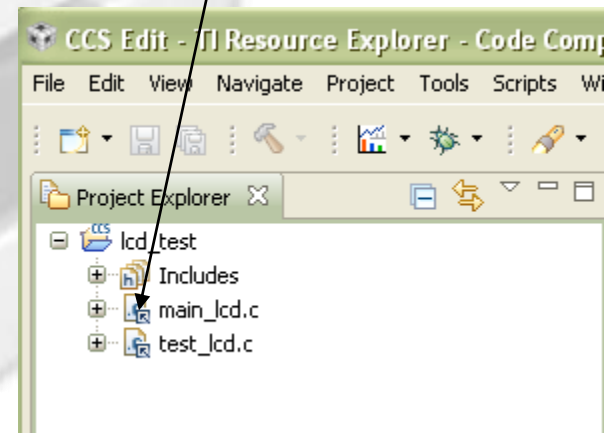 CCS Edit - TI Resource Explorer - Code Comp
File Edit View Navigate Project Tools Scripts Wi
Project Explorer
CCS
lcd_test
h Includes
.c main_lcd.c
.c test_lcd.c